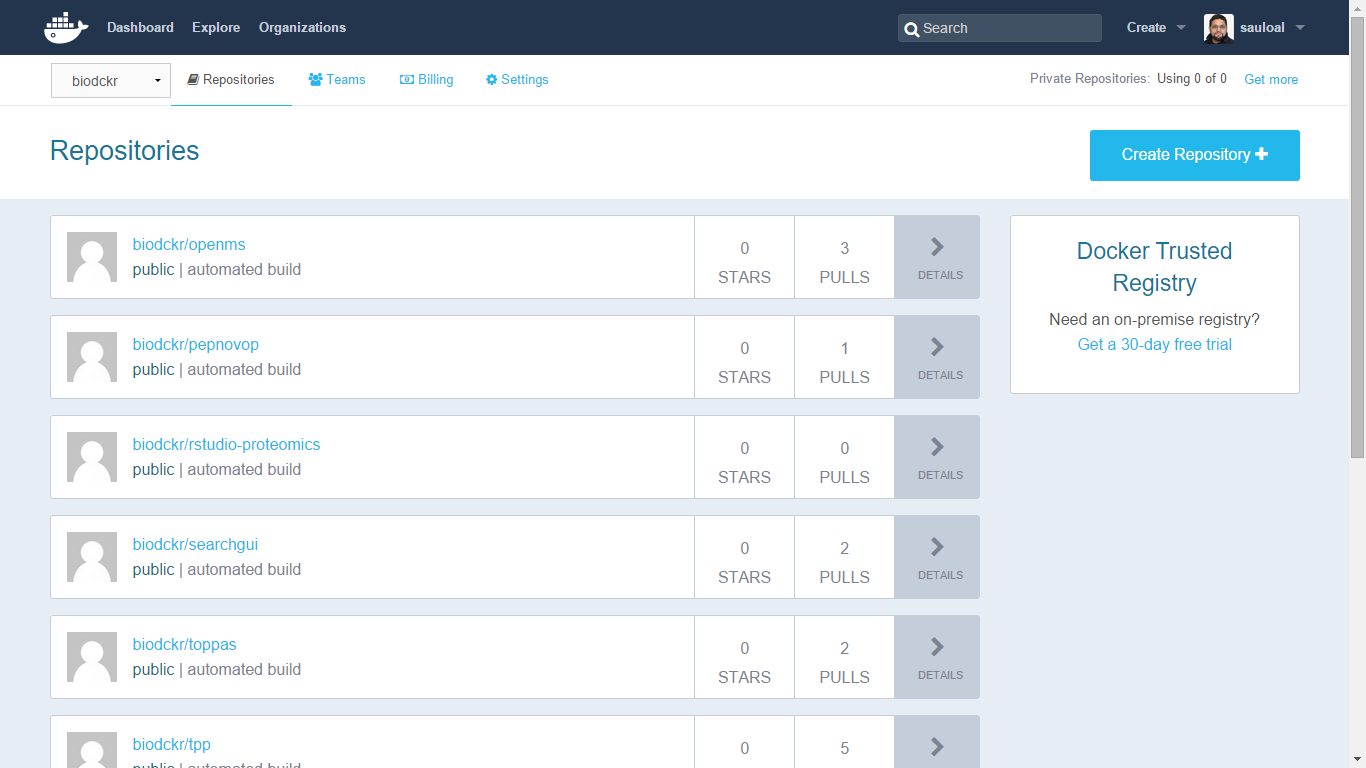 Dashboard Explore Organizations Search Create sauloal
biodckr Repositories Teams Billing Settings Private Repositories: Using 0 of 0 Get more
Repositories
Create Repository
biodckr/openms
public | automated build
0
STARS
3
PULLS
DETAILS
biodckr/pepnovop
public | automated build
0
STARS
1
PULLS
DETAILS
biodckr/rstudio-proteomics
public | automated build
0
STARS
0
PULLS
DETAILS
biodckr/searchgui
public | automated build
0
STARS
2
PULLS
DETAILS
biodckr/toppas
public | automated build
0
STARS
2
PULLS
DETAILS
biodckr/tpp
public | automated build
0
5
Docker Trusted
Registry
Need an on-premise registry?
Get a 30-day free trial